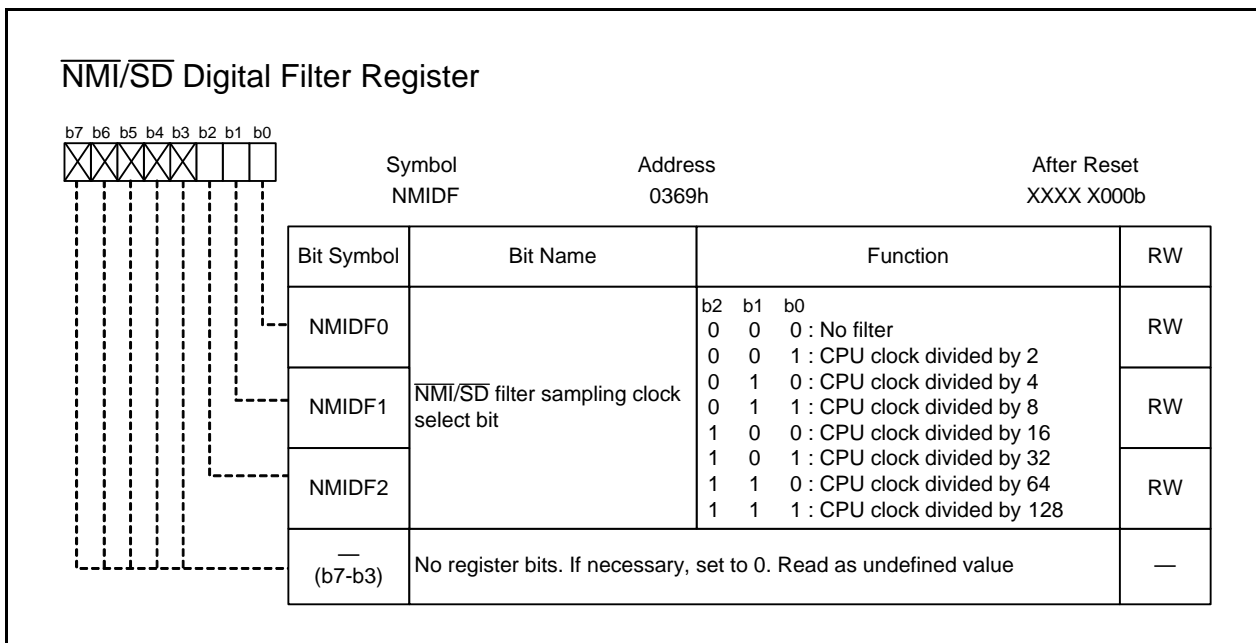 NMI/SD Digital Filter Register
b7 b6 b5 b4 b3 b2 b1 b0
Symbol Address After Reset
NMIDF 0369h XXXX X000b
Bit Symbol Bit Name Function RW
b2 b1 b0
NMIDF0 0 0 0 : No filter RW
0 0 1 : CPU clock divided by 2
0 1 0 : CPU clock divided by 4
NMIDF1 NMI/SD filter sampling clock 0 1 1 : CPU clock divided by 8 RW
select bit
1 0 0 : CPU clock divided by 16
1 0 1 : CPU clock divided by 32
NMIDF2 1 1 0 : CPU clock divided by 64 RW
1 1 1 : CPU clock divided by 128
—
(b7-b3) No register bits. If necessary, set to 0. Read as undefined value —